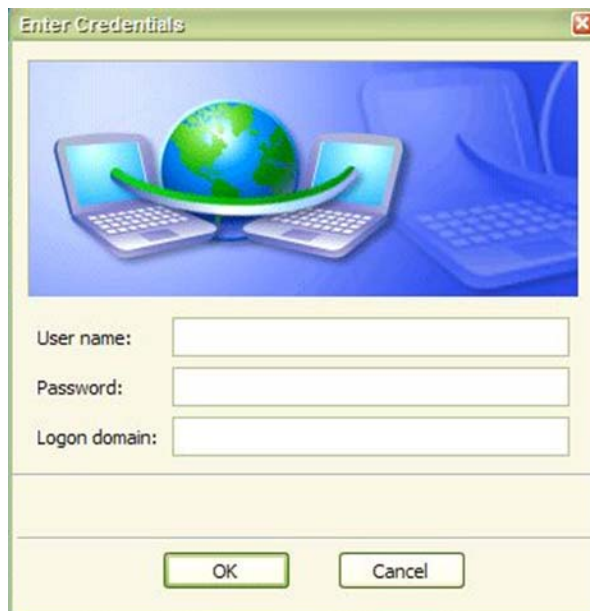 Enter Credentials
User name:
Password:
Logon domain:
OK
Cancel